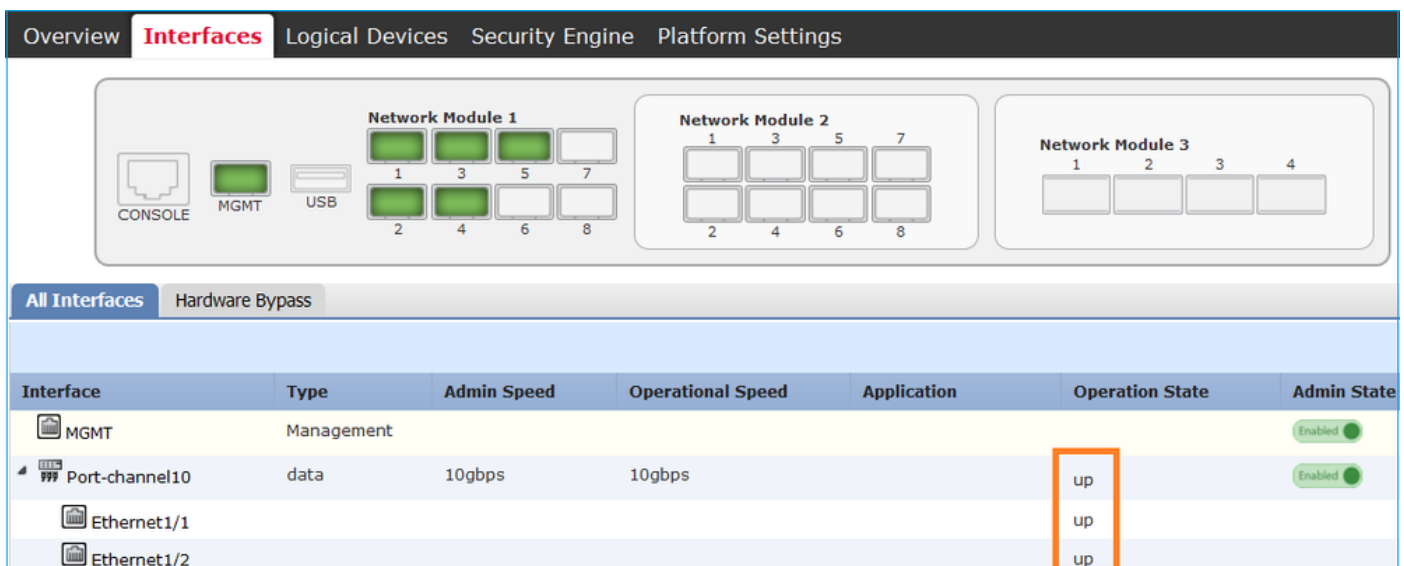 Overview Interfaces Logical Devices Security Engine Platform Settings
Network Module 1
Network Module 2
Network Module 3
1 3 5 7
1 2 3 4
CONSOLE MGMT USB
1 3 5 7
2 4 6 8
2 4 6 8
All Interfaces Hardware Bypass
Interface Type Admin Speed Operational Speed Application Operation State Admin State
MGMT Management Enabled
Port-channel10 data 10gbps 10gbps up Enabled
Ethernet1/1 up
Ethernet1/2 up